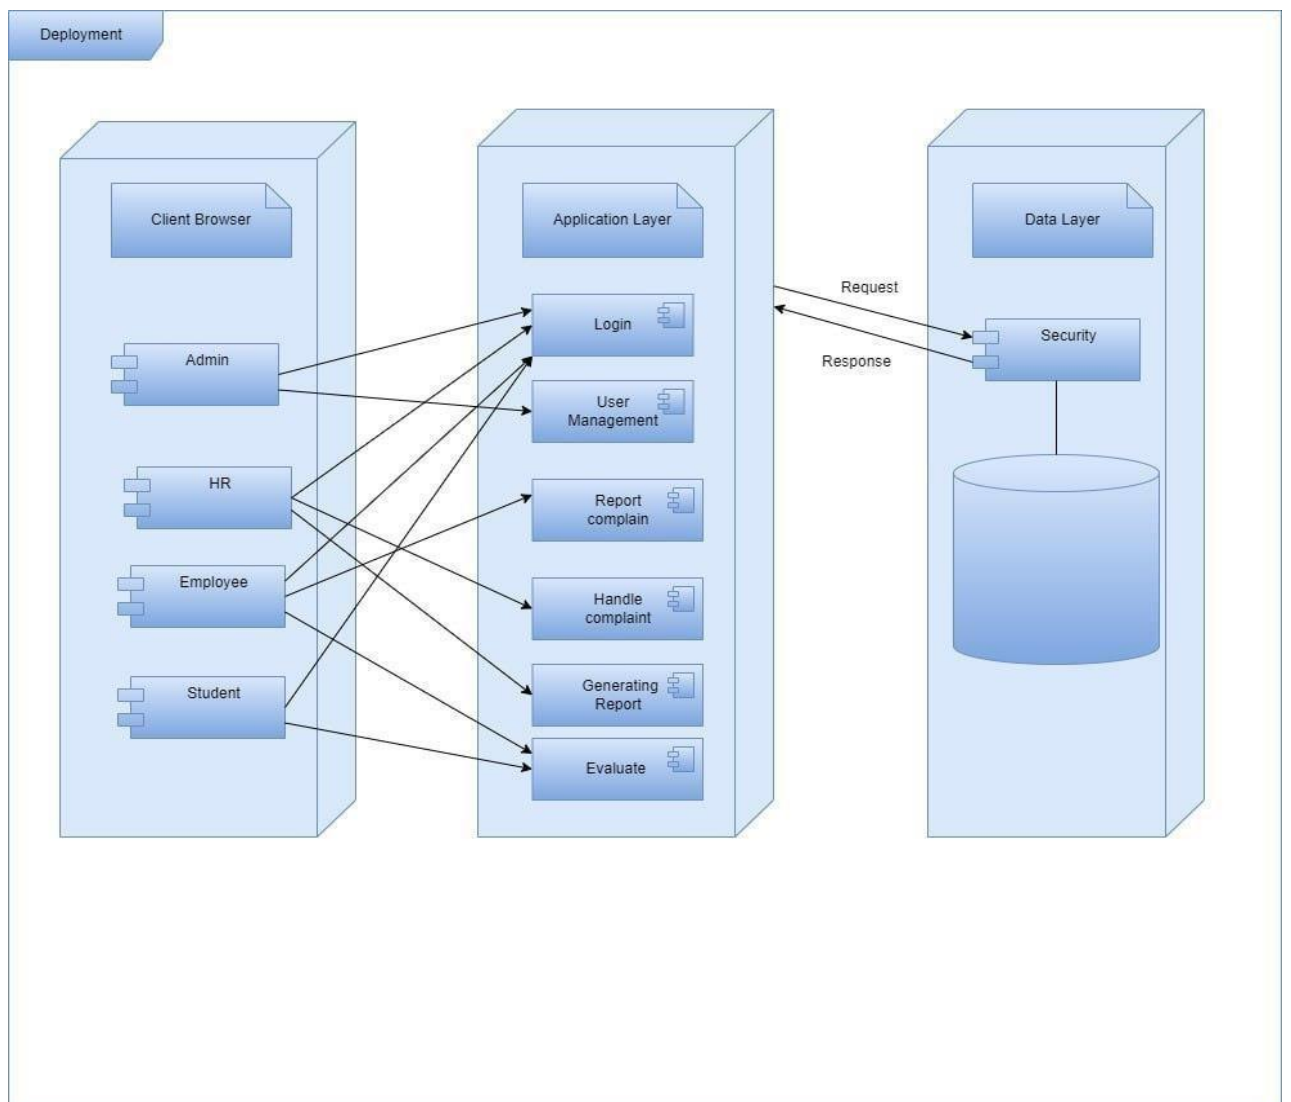 Deployment
Client Browser
Admin
HR
Employee
Student
Application Layer
Login
User
Management
Report
complain
Handle
complaint
Generating
Report
Evaluate
Request
Response
Data Layer
Security